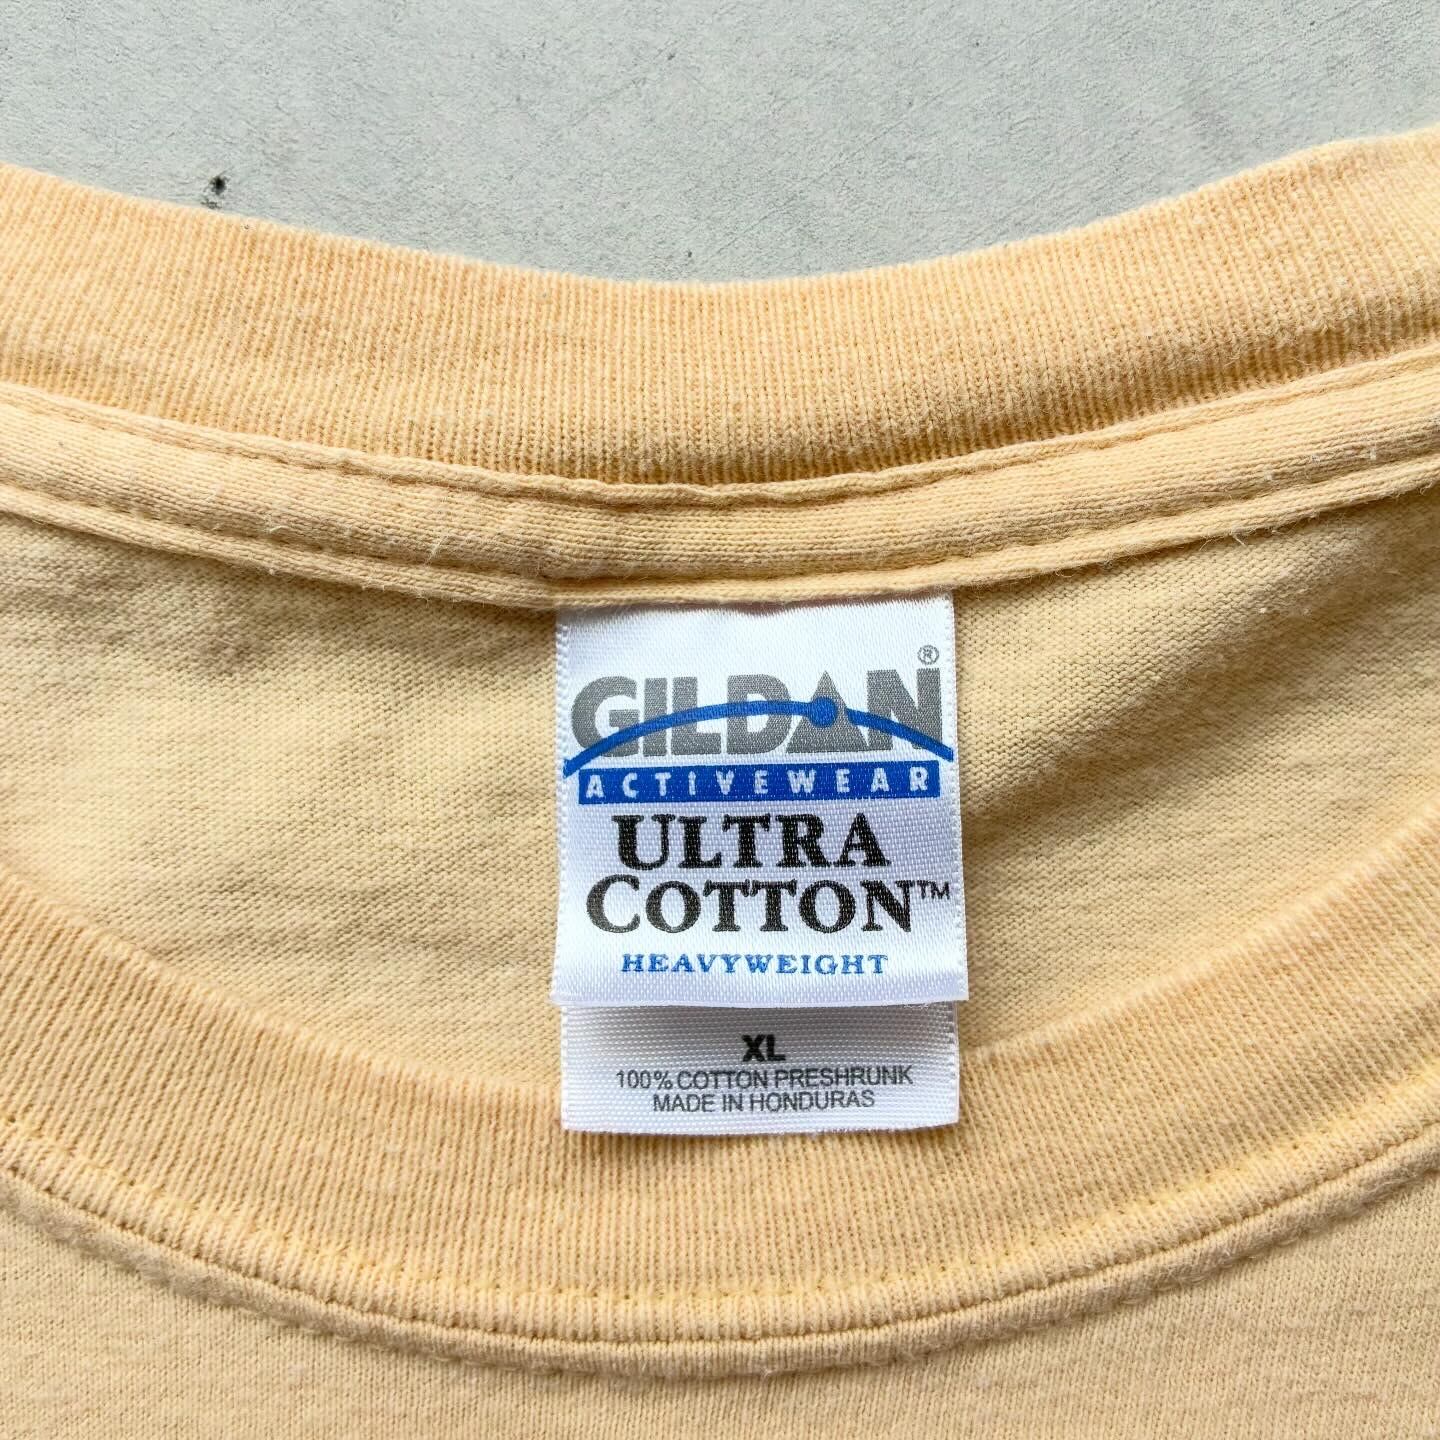 GILDAN®
ACTIVEWEAR
ULTRA
COTTON™
HEAVYWEIGHT
XL
100% COTTON PRESHRUNK
MADE IN HONDURAS